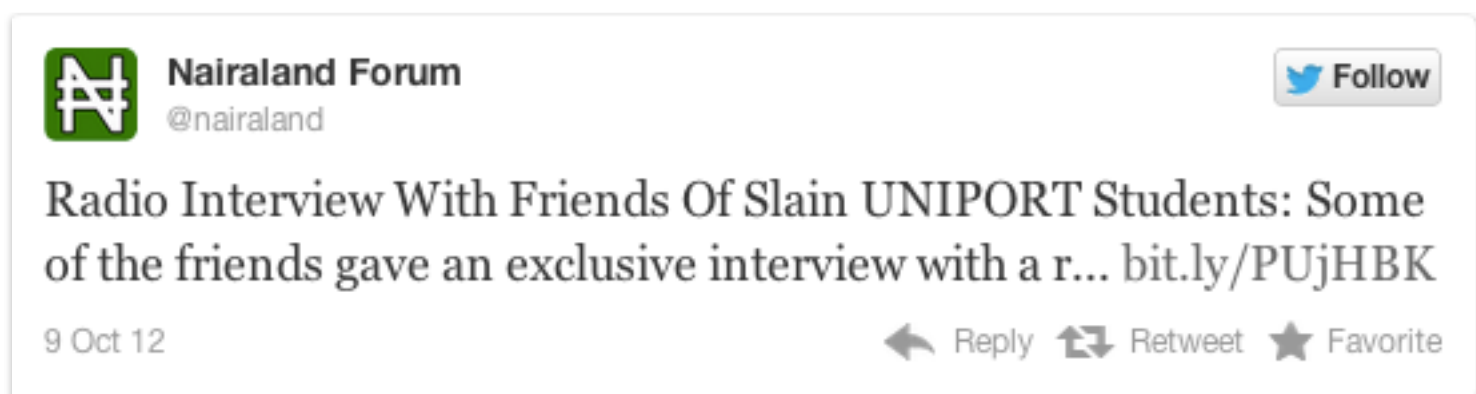 Nairaland Forum
Follow
@nairaland
Radio Interview With Friends Of Slain UNIPORT Students: Some
of the friends gave an exclusive interview with a r... bit.ly/PUjHBK
9 Oct 12 Reply Retweet Favorite